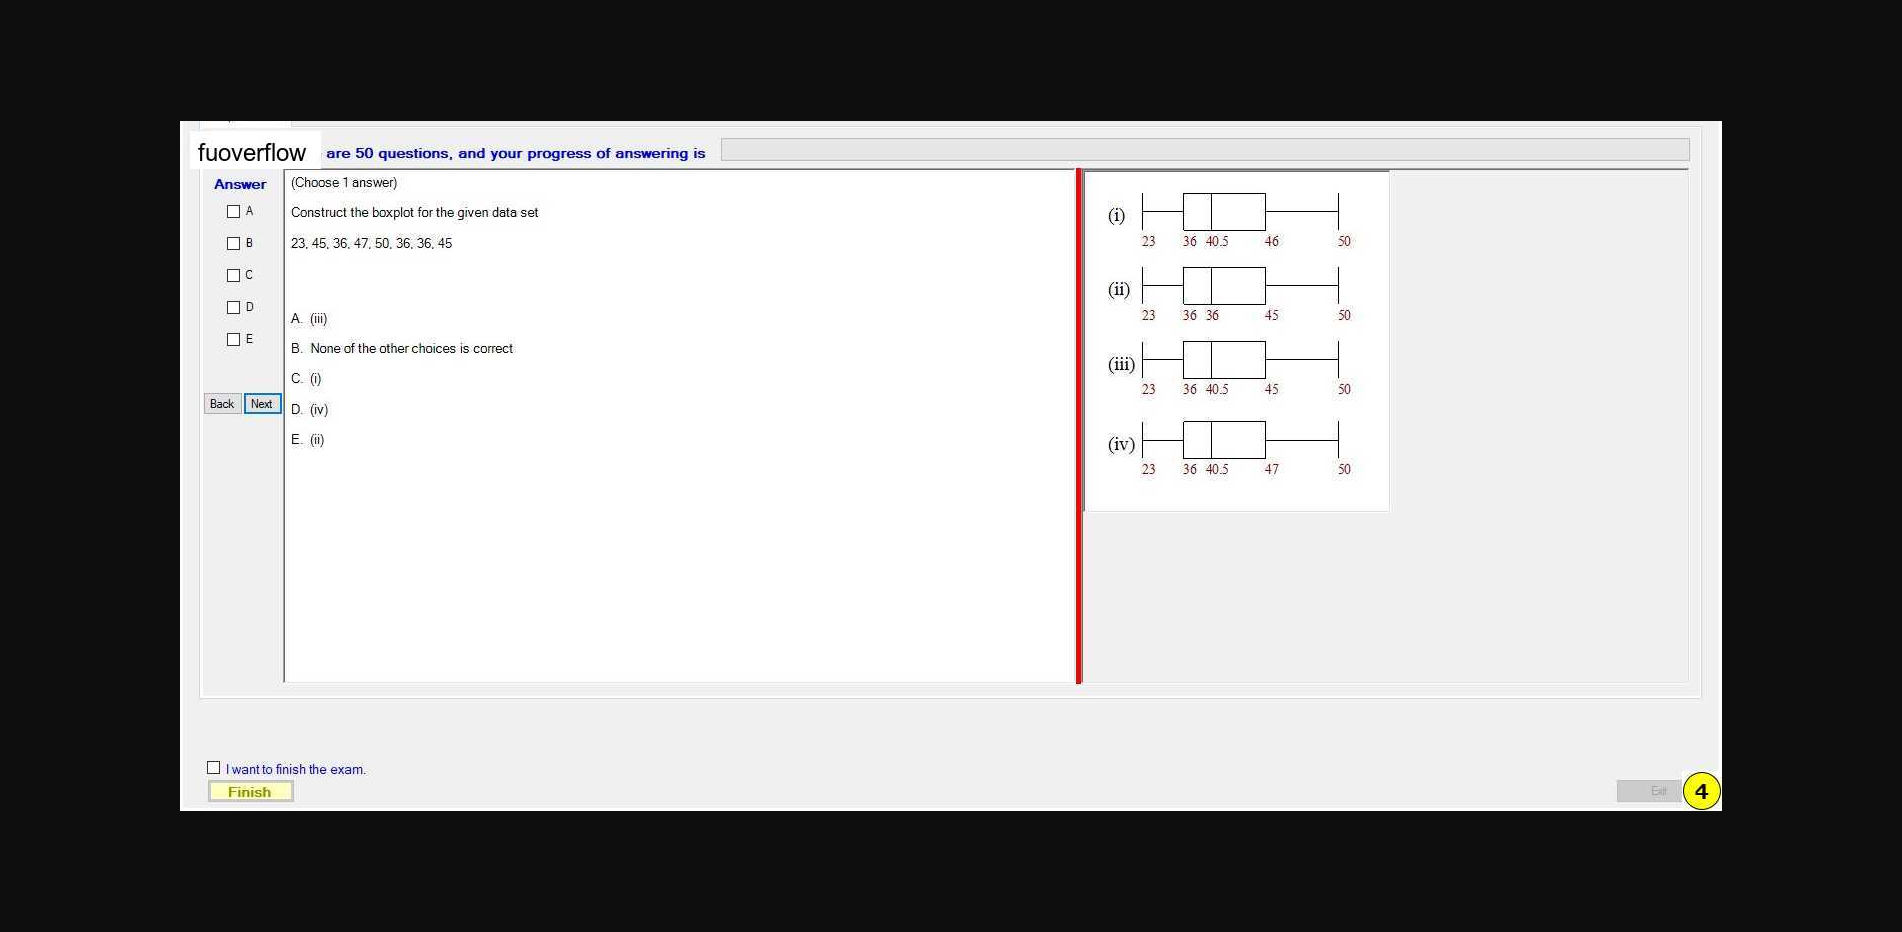 fuoverflow are 50 questions, and your progress of answering is
Answer
A
B
C
D
E
Back Next
(Choose 1 answer)
Construct the boxplot for the given data set
23, 45, 36, 47, 50, 36, 36, 45
A. (iii)
B. None of the other choices is correct
C. (i)
D. (iv)
E. (ii)
(i)
23 36 40.5 46 50
(ii)
23 36 36 45 50
(iii)
23 36 40.5 45 50
(iv)
23 36 40.5 47 50
I want to finish the exam.
Finish
Exit
4